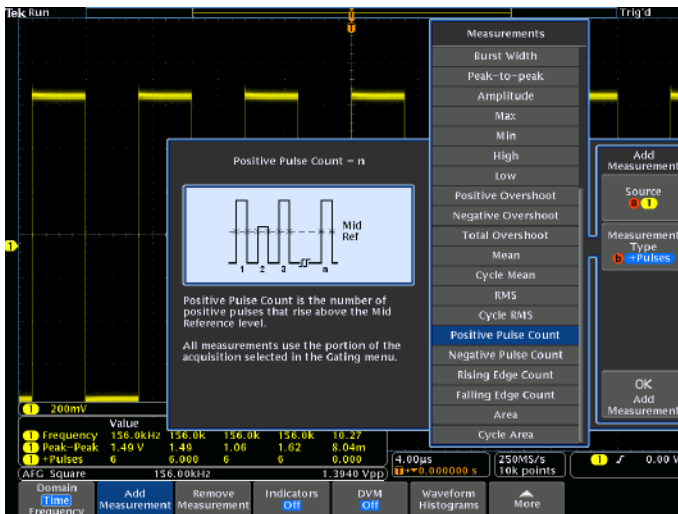 Tek Run
Trig'd
Measurements
Burst Width
Peak-to-peak
Amplitude
Max
Min
High
Low
Positive Overshoot
Negative Overshoot
Total Overshoot
Mean
Cycle Mean
RMS
Cycle RMS
Positive Pulse Count
Negative Pulse Count
Rising Edge Count
Falling Edge Count
Area
Cycle Area
Positive Pulse Count = n
Mid
Ref
1 2 3 n
Positive Pulse Count is the number of
positive pulses that rise above the Mid
Reference level.
All measurements use the portion of the
acquisition selected in the Gating menu.
Add
Measurement
Source
a 1
Measurement
Type
b +Pulses
OK
Add
Measurement
1
1 200mV
Value
1 Frequency 156.0kHz 156.0k 156.0k 156.0k 10.27
1 Peak-Peak 1.49 V 1.49 1.06 1.62 8.04m
1 +Pulses 6 6.000 6 6 0.000
AFG Square 156.00kHz 1.3940 Vpp
4.00µs
T 0.000000 s
250MS/s
10k points
1 0.00 V
Domain
Time
Frequency
Add
Measurement
Remove
Measurement
Indicators
Off
DVM
Off
Waveform
Histograms
More